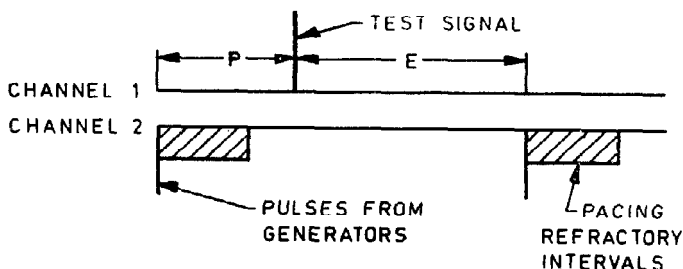 TEST SIGNAL
P
E
CHANNEL 1
CHANNEL 2
PULSES FROM
GENERATORS
PACING
REFRACTORY
INTERVALS